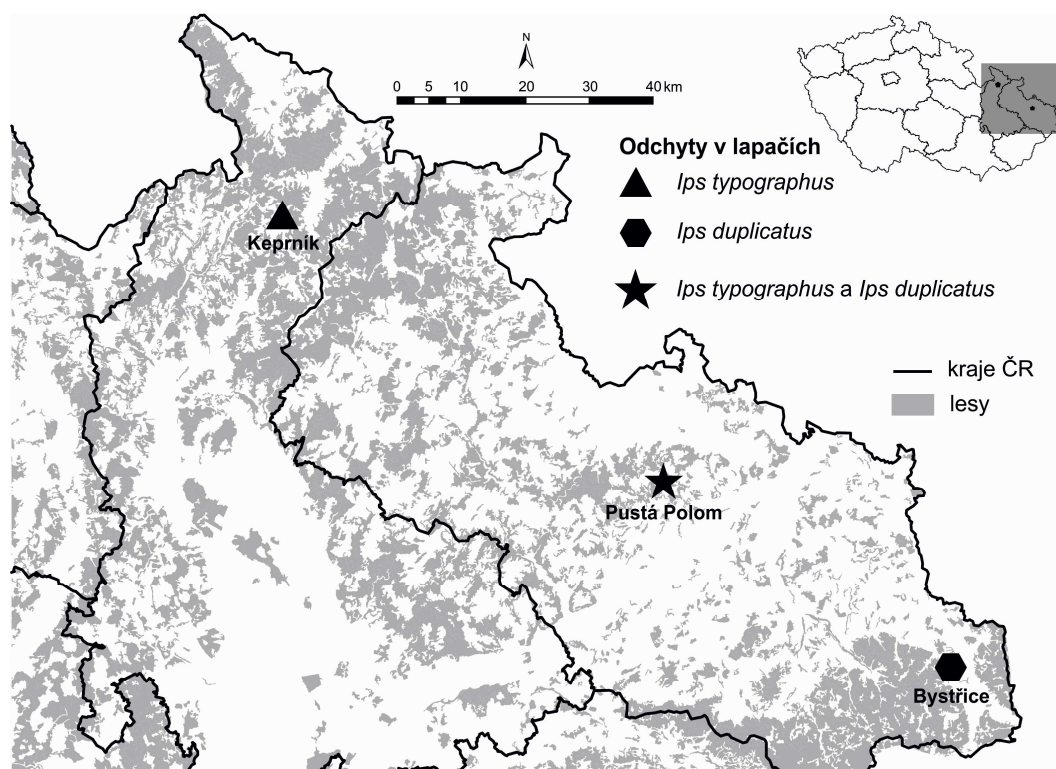 N
0 5 10 20 30 40 km
Odchyty v lapačích
Ips typographus
Ips duplicatus
Ips typographus a Ips duplicatus
kraje ČR
lesy
Keprník
Pustá Polom
Bystřice